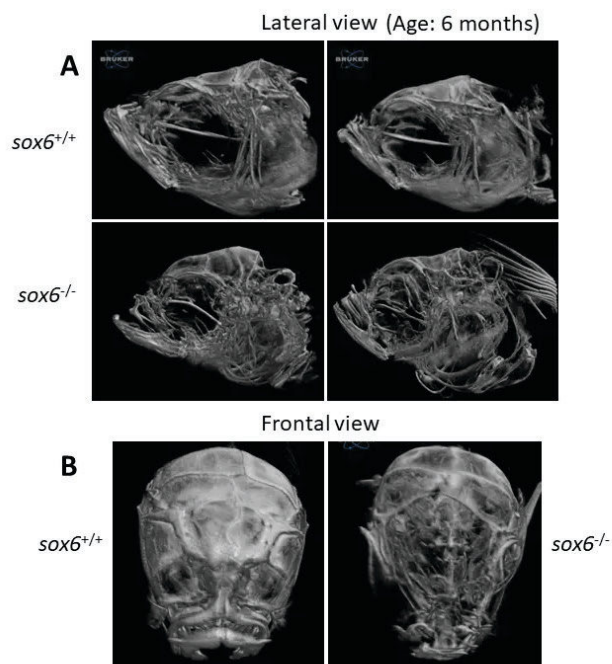 Lateral view (Age: 6 months)
A
BRUKER
BRUKER
sox6+/+
sox6-/-
Frontal view
B
sox6+/+
sox6-/-